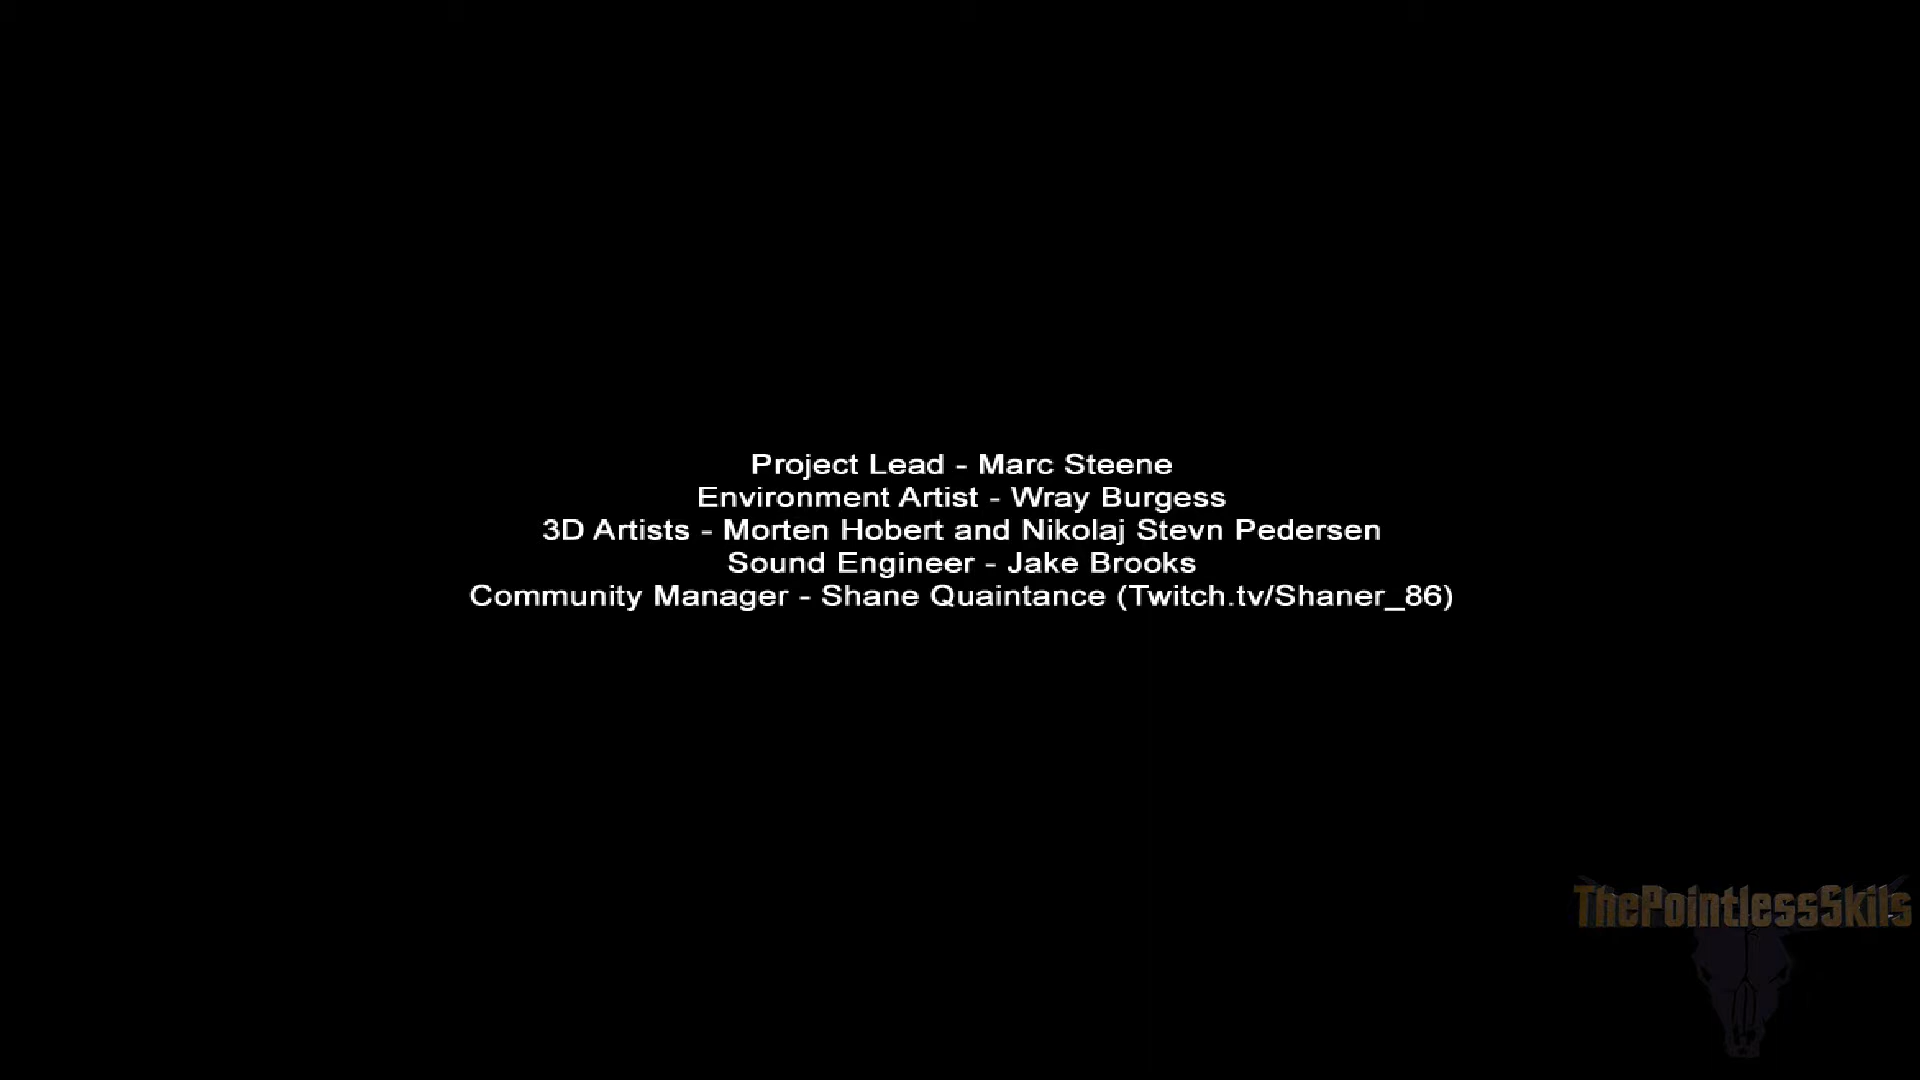 Project Lead - Marc Steene
Environment Artist - Wray Burgess
3D Artists - Morten Hobert and Nikolaj Stevn Pedersen
Sound Engineer - Jake Brooks
Community Manager - Shane Quaintance (Twitch.tv/Shaner_86)
ThePointlessSkils